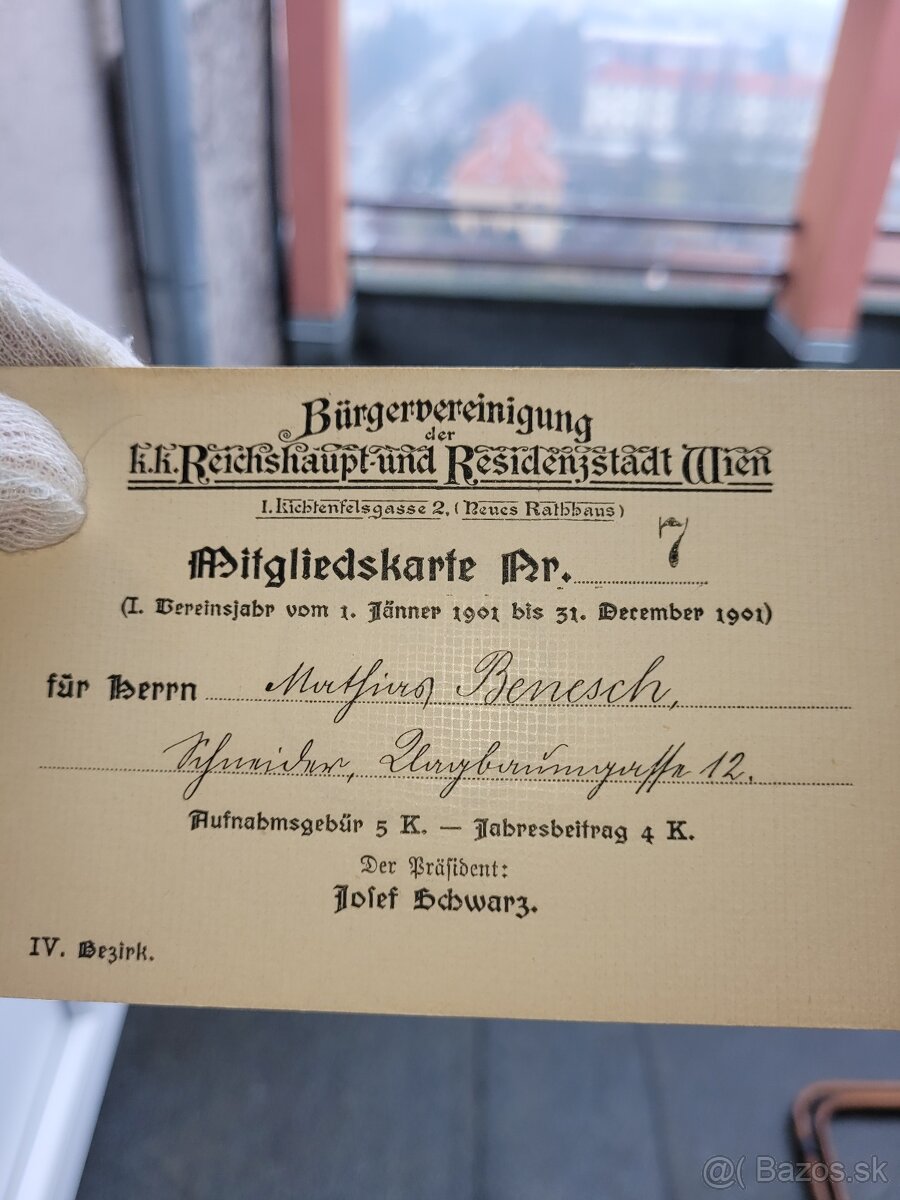 Bürgervereinigung
der
k.k. Reichshaupt- und Residenzstadt Wien
I. Lichtenfelsgasse 2, (Neues Rathhaus)
Mitgliedskarte Nr. 7
(I. Vereinsjahr vom 1. Jänner 1901 bis 31. December 1901)
für Herrn Mathias Benesch,
Schneider, Klagbaumgasse 12.
Aufnahmsgebür 5 K. — Jahresbeitrag 4 K.
Der Präsident:
Josef Schwarz.
IV. Bezirk.
@( Bazos.sk